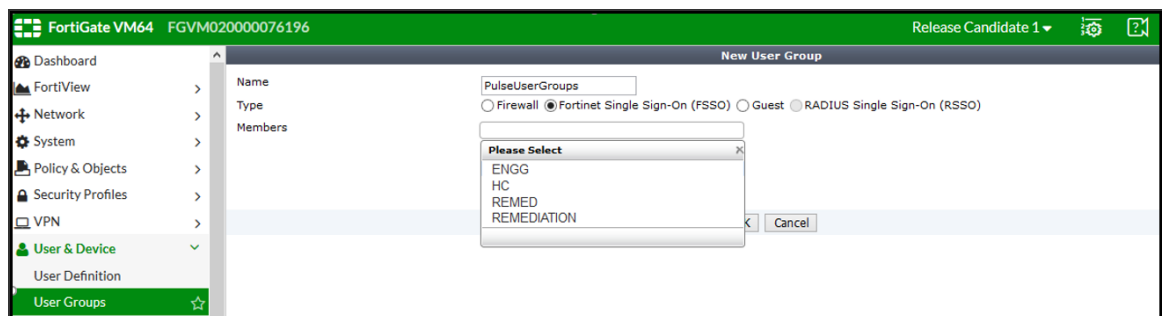 FortiGate VM64 FGVM020000076196 Release Candidate 1
Dashboard
FortiView
Network
System
Policy & Objects
Security Profiles
VPN
User & Device
User Definition
User Groups
New User Group
Name PulseUserGroups
Type Firewall Fortinet Single Sign-On (FSSO) Guest RADIUS Single Sign-On (RSSO)
Members
Please Select
ENGG
HC
REMED
REMEDIATION
Cancel